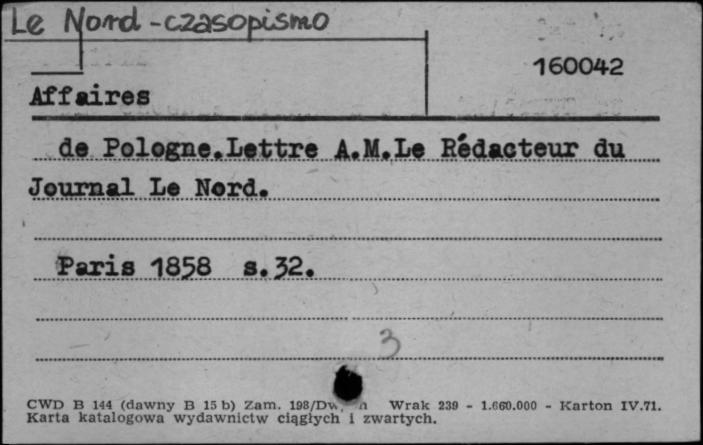 Le Nord - czasopismo
160042
Affaires
de Pologne.Lettre A.M.Le Rédacteur du
Journal Le Nord.
Paris 1858 s.32.
3
CWD B 144 (dawny B 15 b) Zam. 198/Dw, n Wrak 239 - 1.660.000 - Karton IV.71.
Karta katalogowa wydawnictw ciągłych i zwartych.